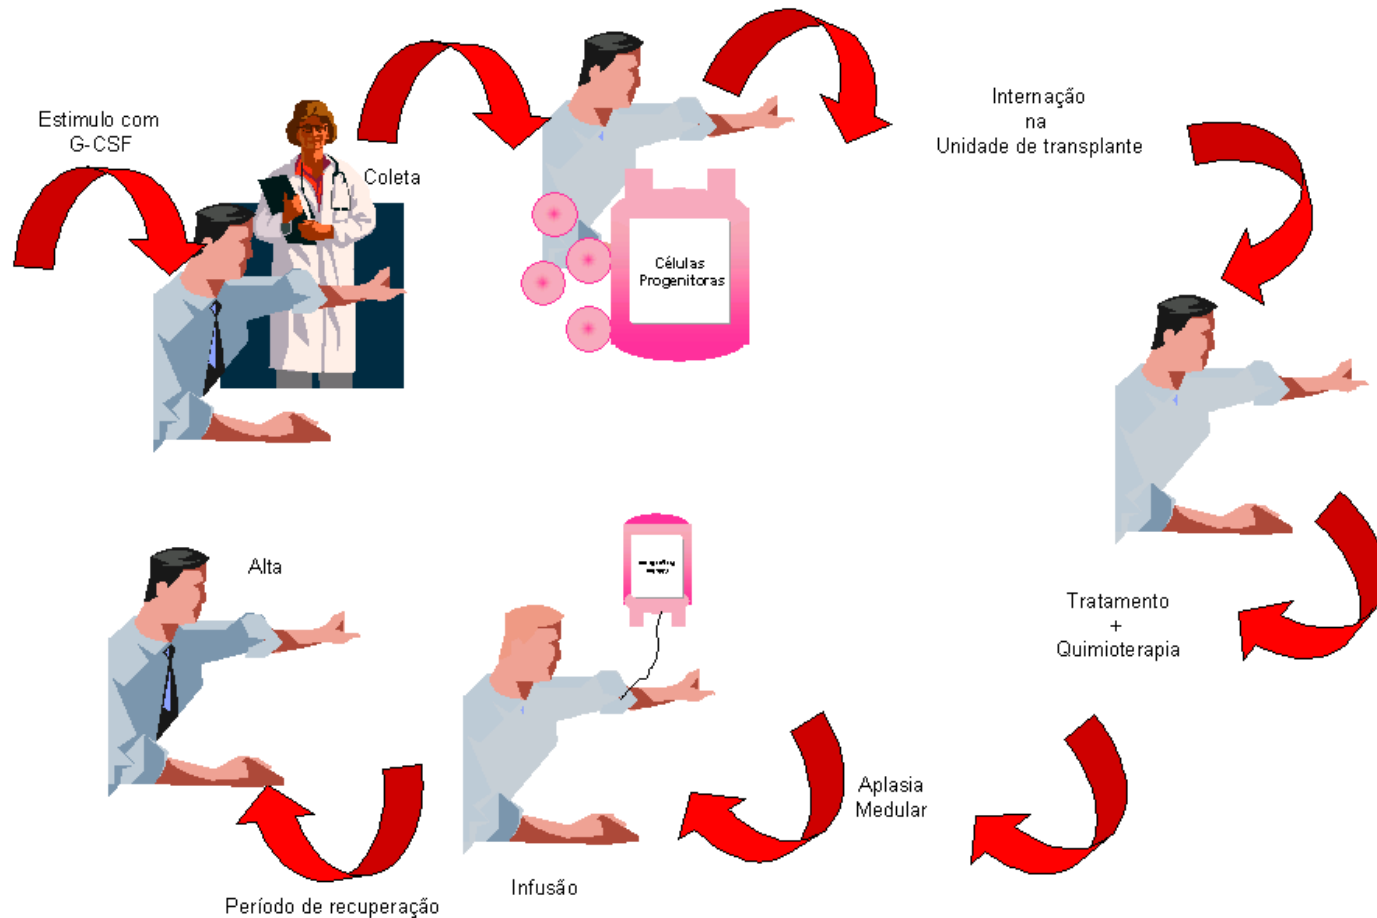 Estimulo com
G-CSF
Coleta
Células
Progenitoras
Internação
na
Unidade de transplante
Tratamento
+
Quimioterapia
Aplasia
Medular
Infusão
Período de recuperação
Alta